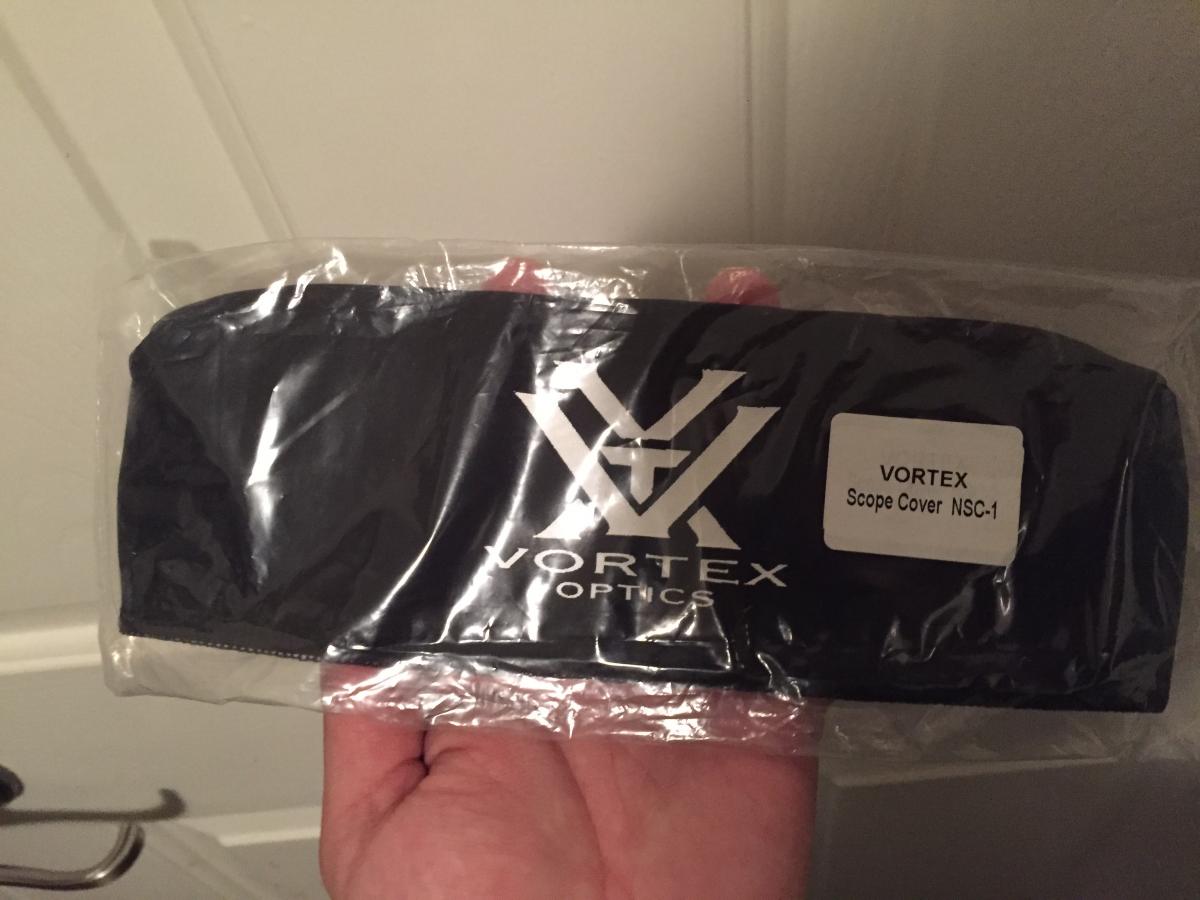 VORTEX
OPTICS
VORTEX
Scope Cover NSC-1